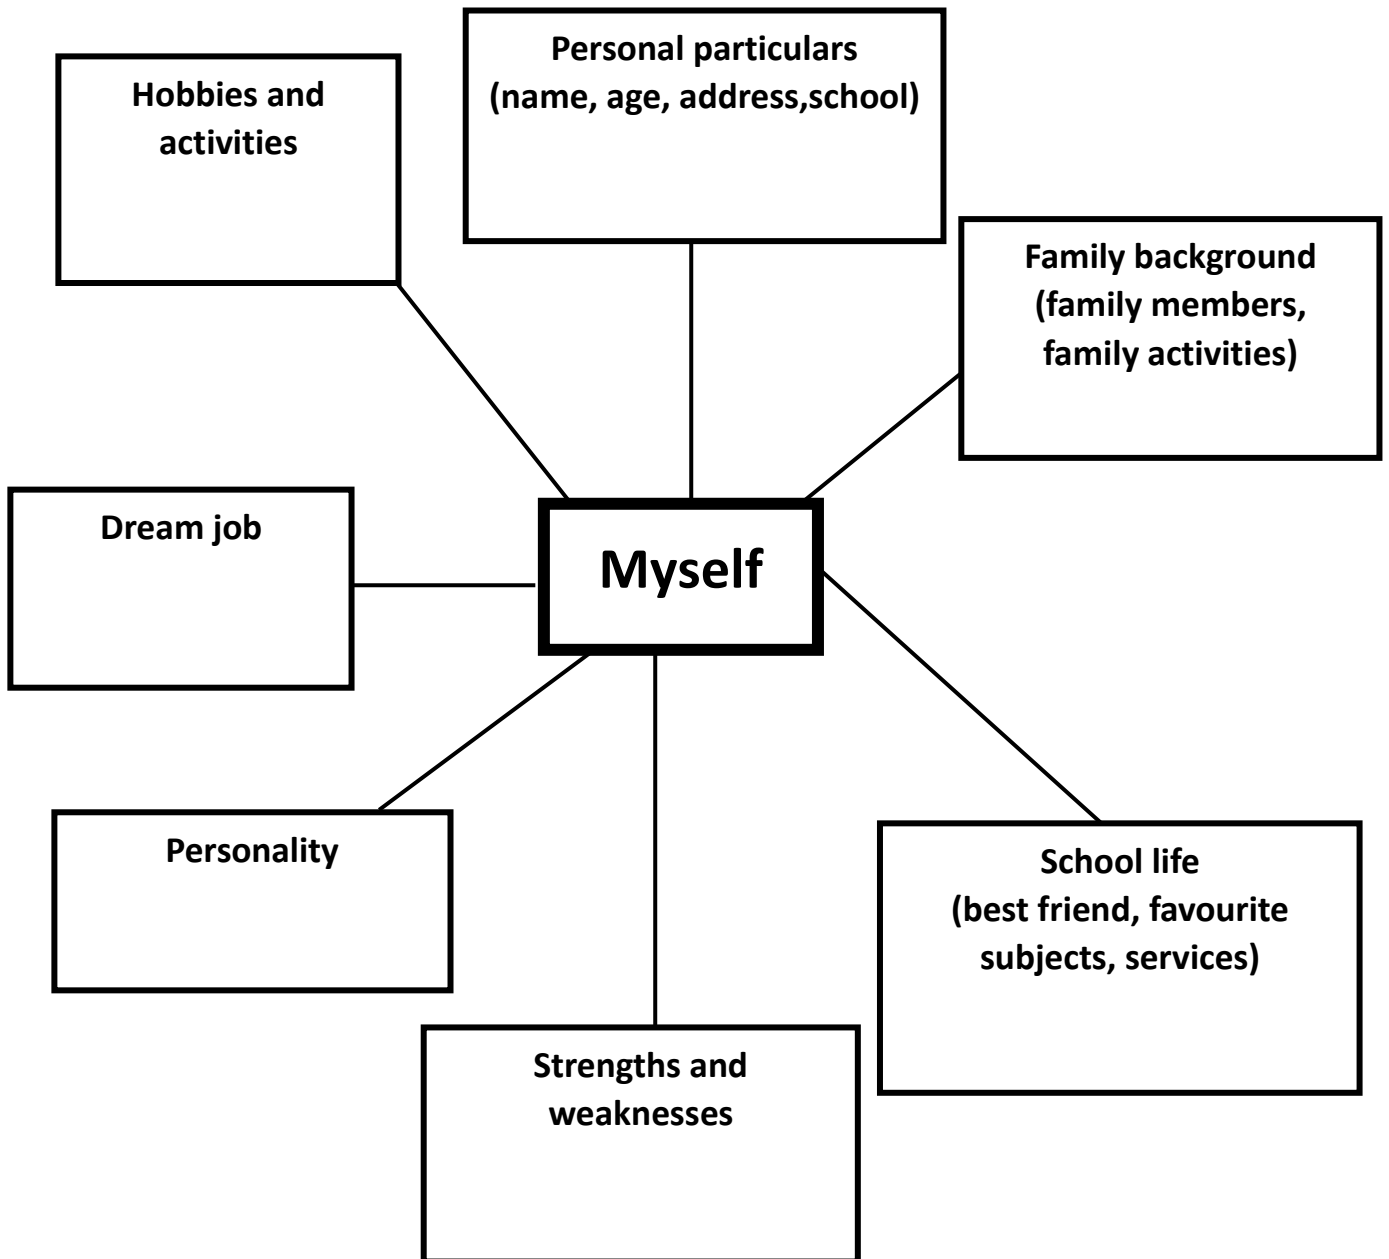 Personal particulars
(name, age, address,school)
Hobbies and
activities
Family background
(family members,
family activities)
Dream job
Myself
Personality
School life
(best friend, favourite
subjects, services)
Strengths and
weaknesses